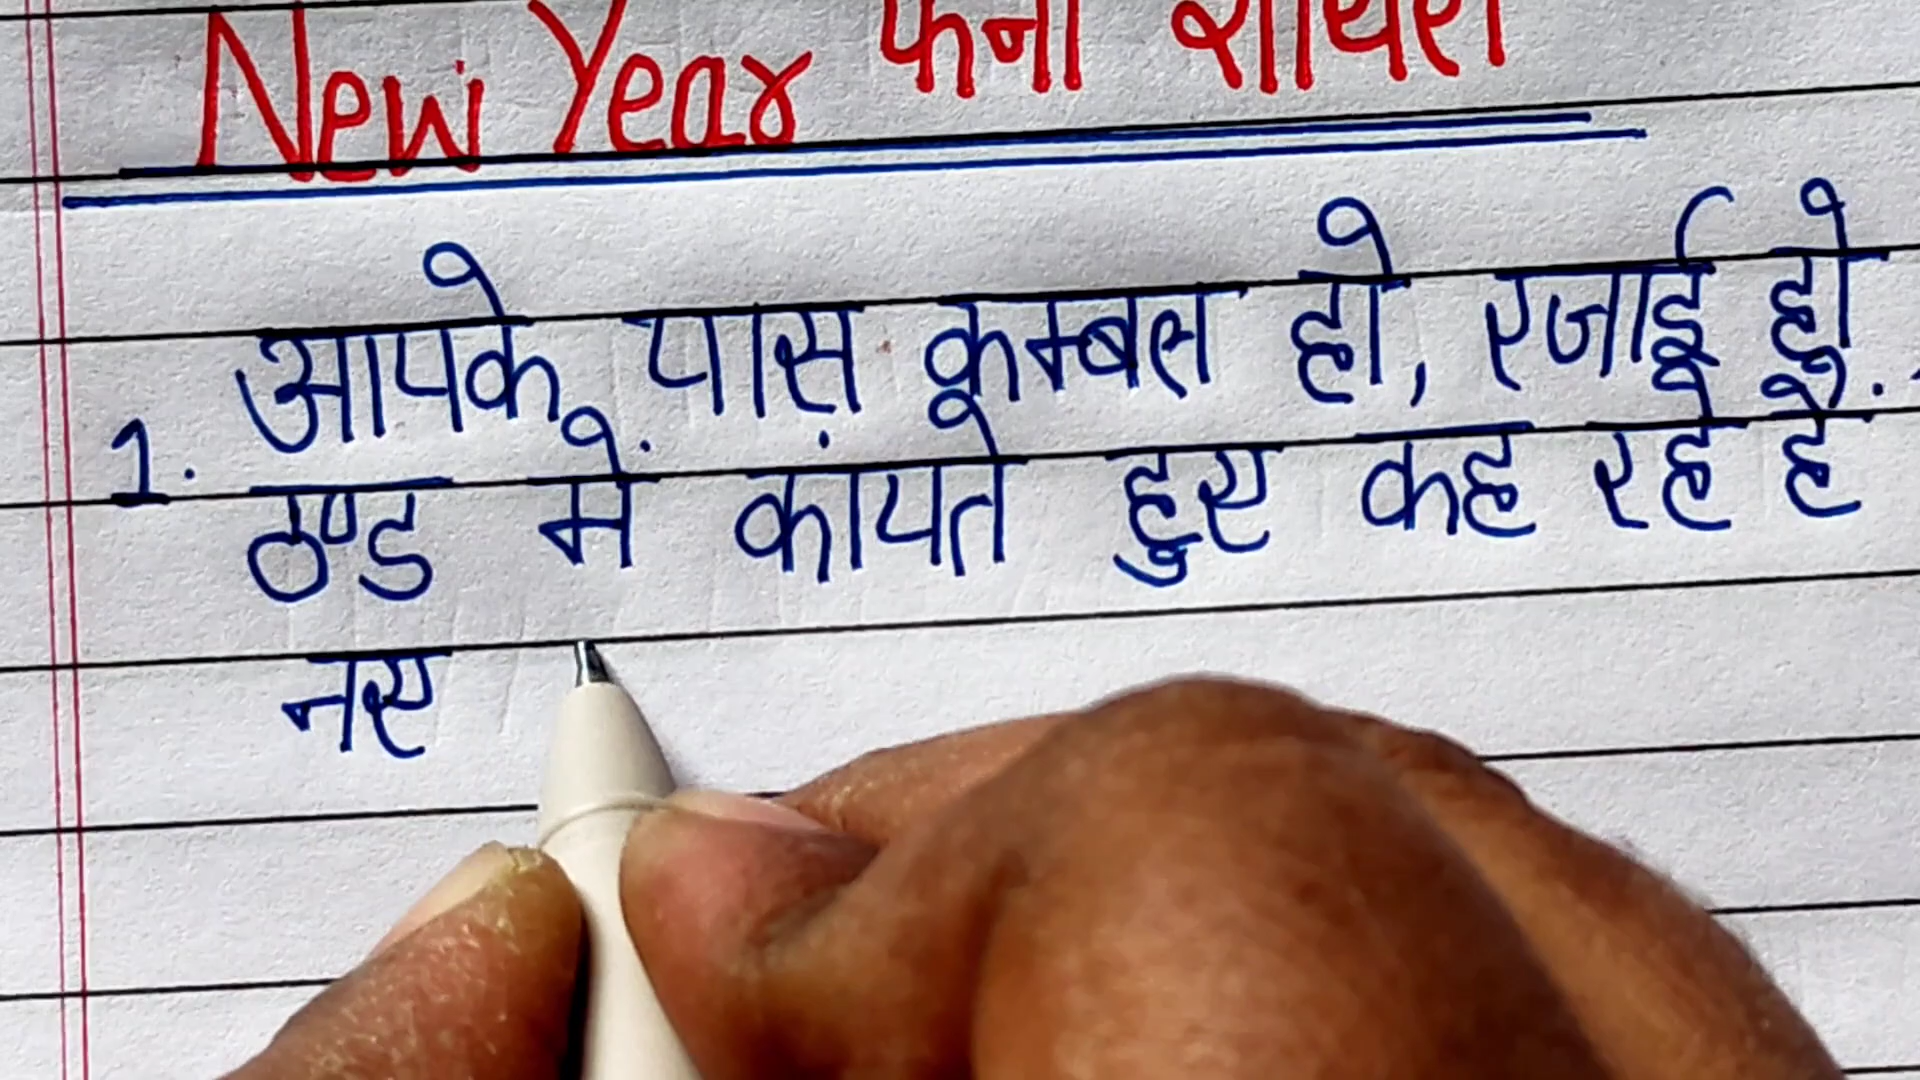 New Year फनी शायरी
1. आपके पास कम्बल हो, रजाई हो.
ठण्ड में कांपते हुए कह रहे है
नए